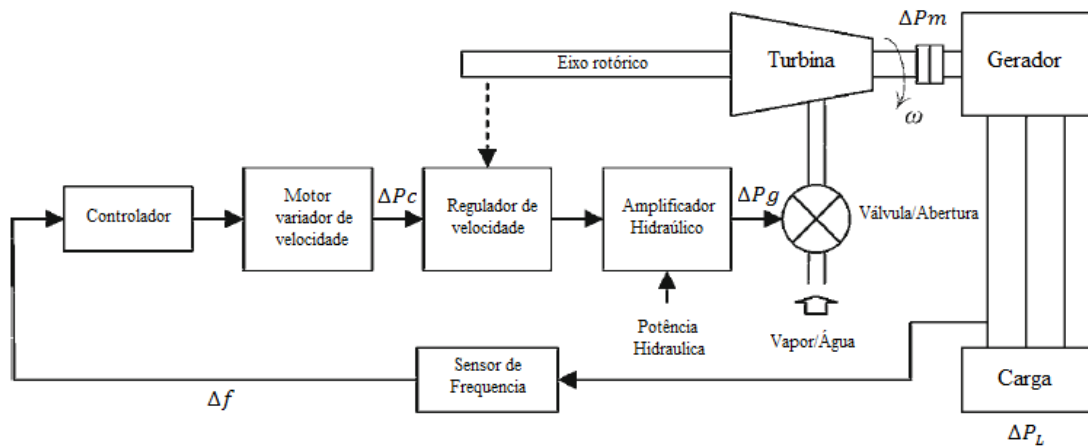 ΔPm
Eixo rotórico
Turbina
Gerador
ω
Controlador
Motor
variador de
velocidade
ΔPc
Regulador de
velocidade
Amplificador
Hidraúlico
ΔPg
Válvula/Abertura
Potência
Hidraulica
Vapor/Água
Sensor de
Frequencia
Δf
Carga
ΔP_L